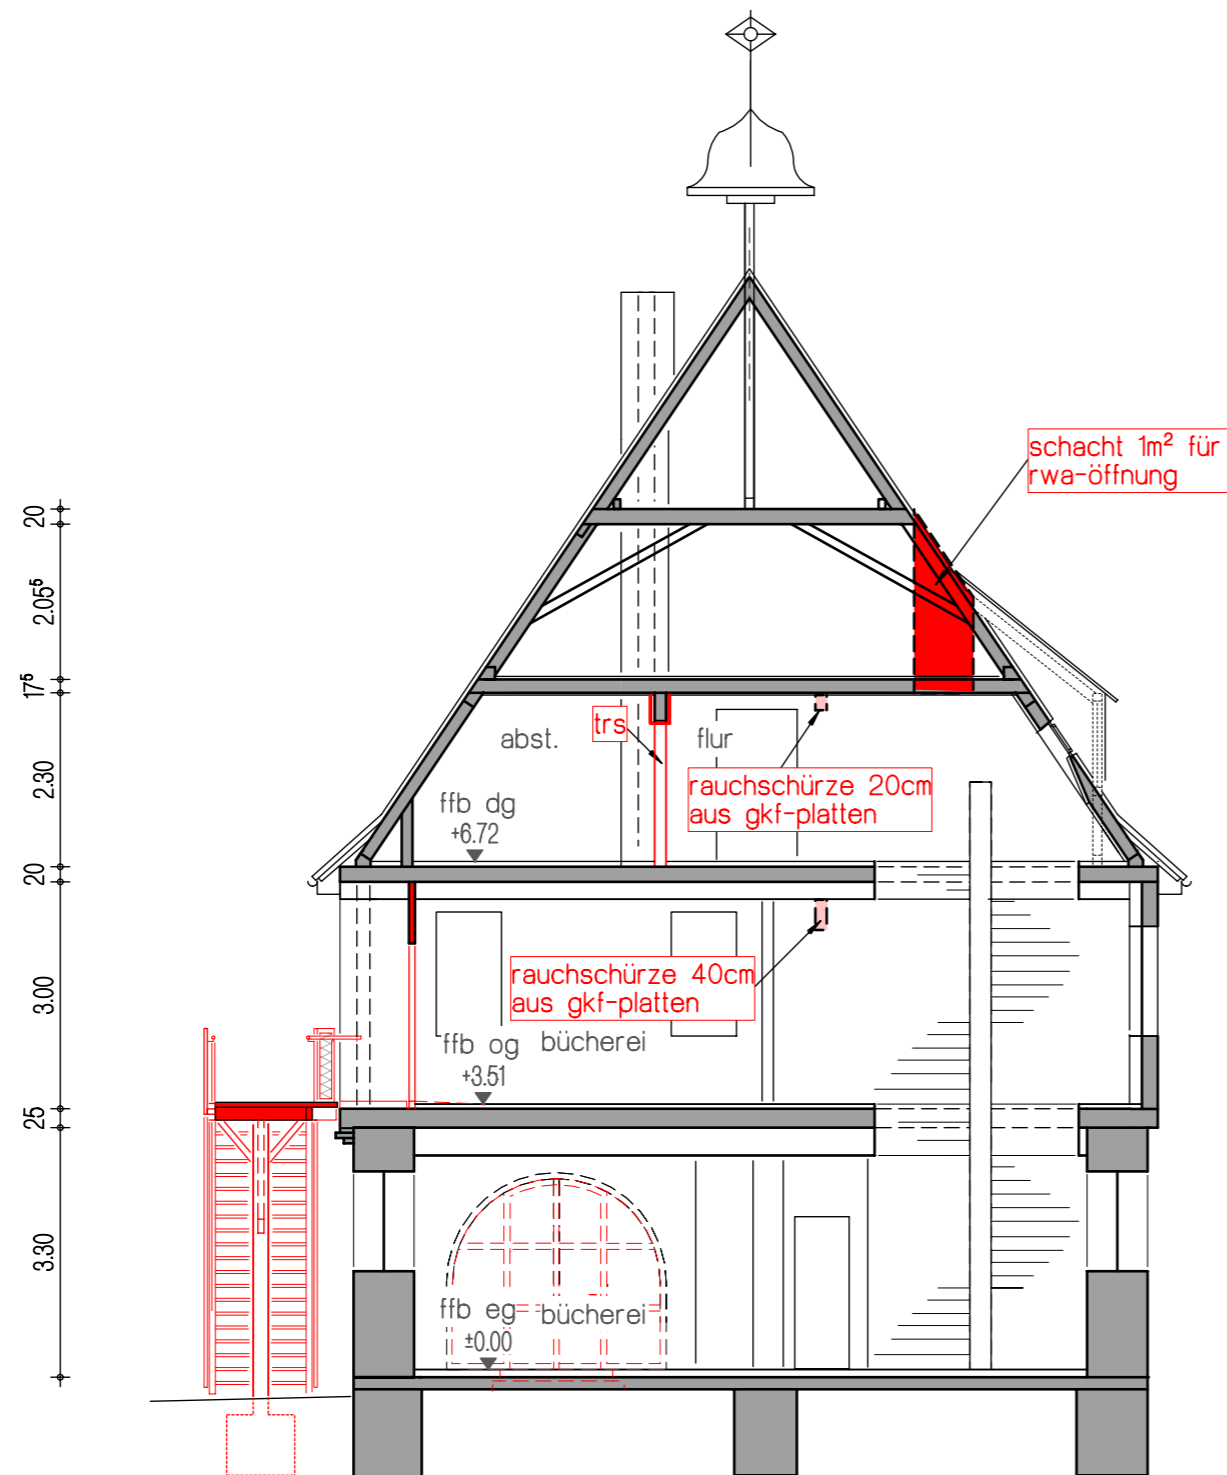 schacht 1m² für
rwa-öffnung
20
2.05⁵
17⁵
2.30
20
3.00
25
3.30
abst.
trs
flur
rauchschürze 20cm
aus gkf-platten
ffb dg
+6.72
rauchschürze 40cm
aus gkf-platten
ffb og
+3.51
bücherei
ffb eg
±0.00
bücherei